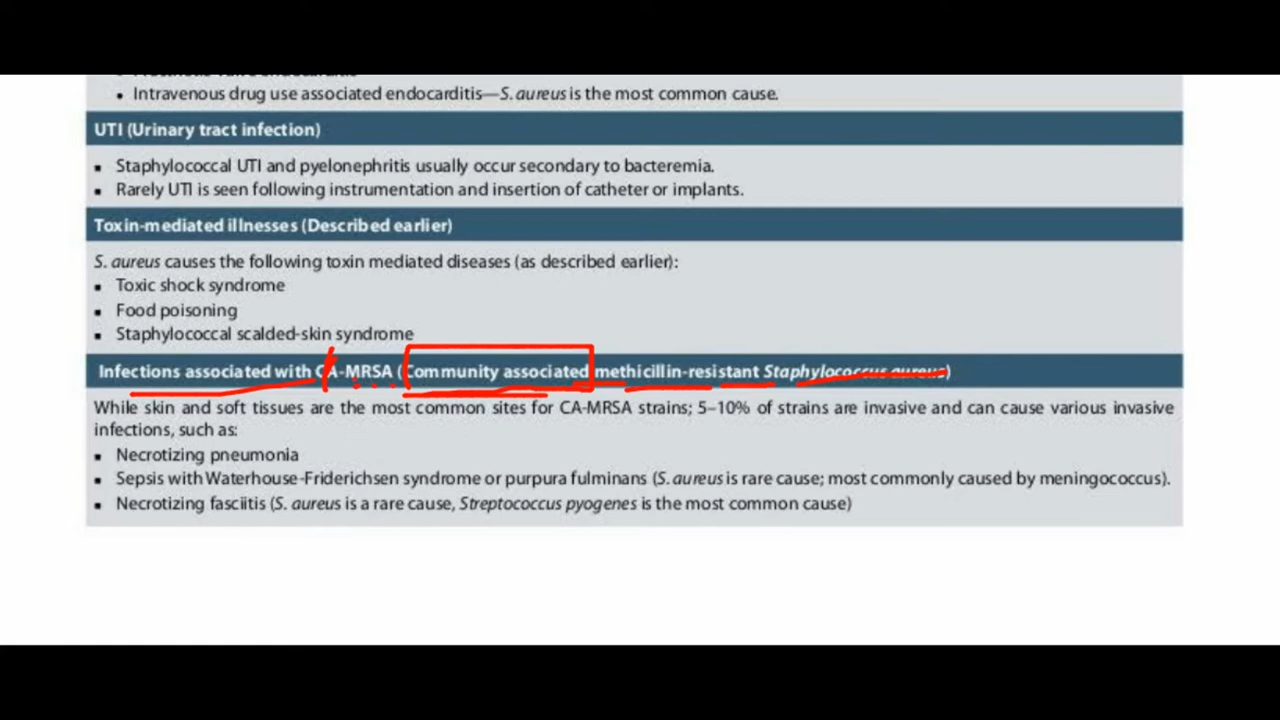 • Intravenous drug use associated endocarditis—S. aureus is the most common cause.
UTI (Urinary tract infection)
▪ Staphylococcal UTI and pyelonephritis usually occur secondary to bacteremia.
▪ Rarely UTI is seen following instrumentation and insertion of catheter or implants.
Toxin-mediated illnesses (Described earlier)
S. aureus causes the following toxin mediated diseases (as described earlier):
▪ Toxic shock syndrome
▪ Food poisoning
▪ Staphylococcal scalded-skin syndrome
Infections associated with CA-MRSA (Community associated methicillin-resistant Staphylococcus aureus)
While skin and soft tissues are the most common sites for CA-MRSA strains; 5–10% of strains are invasive and can cause various invasive
infections, such as:
▪ Necrotizing pneumonia
▪ Sepsis with Waterhouse-Friderichsen syndrome or purpura fulminans (S. aureus is rare cause; most commonly caused by meningococcus).
▪ Necrotizing fasciitis (S. aureus is a rare cause, Streptococcus pyogenes is the most common cause)